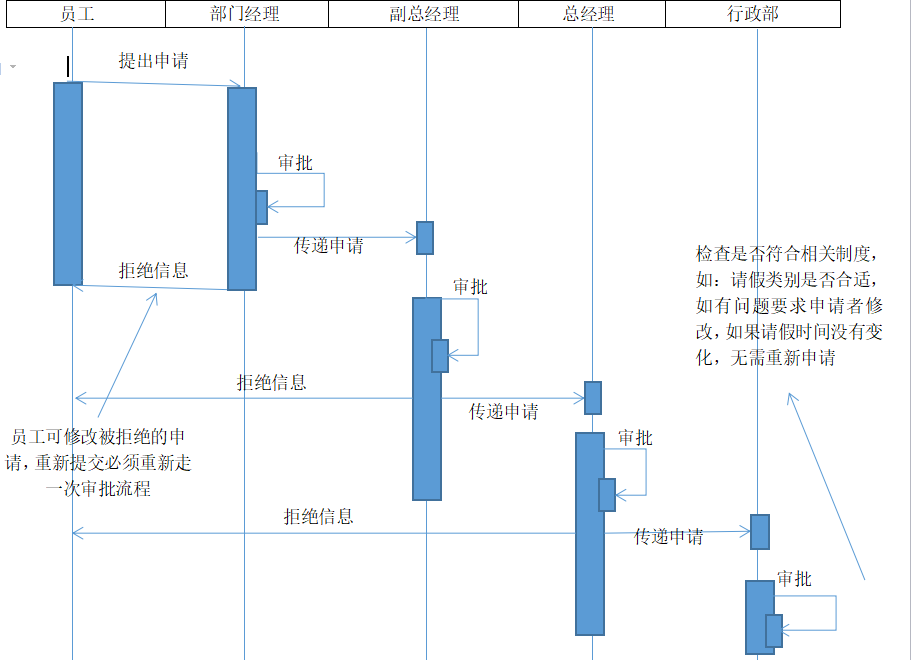 员工 部门经理 副总经理 总经理 行政部
提出申请
审批
传递申请
检查是否符合相关制度，
如：请假类别是否合适，
如有问题要求申请者修
改，如果请假时间没有变
化，无需重新申请
拒绝信息
审批
拒绝信息
传递申请
员工可修改被拒绝的申
请，重新提交必须重新走
一次审批流程
审批
拒绝信息
传递申请
审批